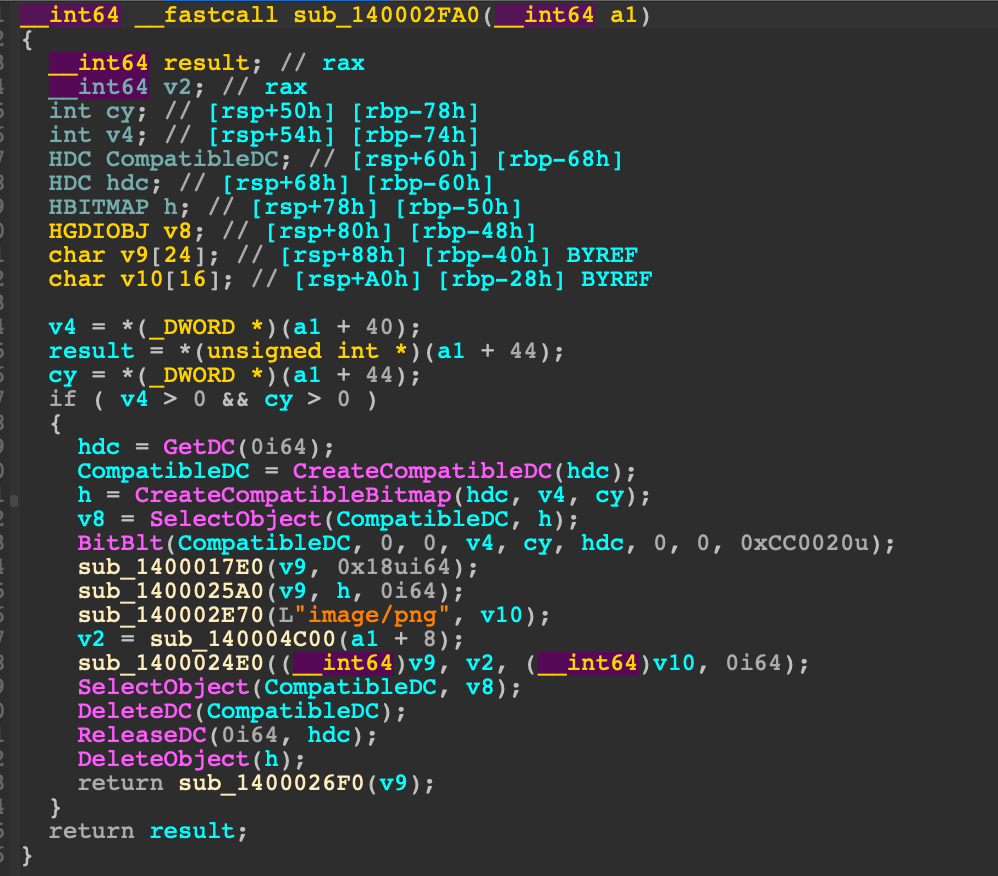 __int64 __fastcall sub_140002FA0(__int64 a1)
{
  __int64 result; // rax
  __int64 v2; // rax
  int cy; // [rsp+50h] [rbp-78h]
  int v4; // [rsp+54h] [rbp-74h]
  HDC CompatibleDC; // [rsp+60h] [rbp-68h]
  HDC hdc; // [rsp+68h] [rbp-60h]
  HBITMAP h; // [rsp+78h] [rbp-50h]
  HGDIOBJ v8; // [rsp+80h] [rbp-48h]
  char v9[24]; // [rsp+88h] [rbp-40h] BYREF
  char v10[16]; // [rsp+A0h] [rbp-28h] BYREF

  v4 = *(_DWORD *)(a1 + 40);
  result = *(unsigned int *)(a1 + 44);
  cy = *(_DWORD *)(a1 + 44);
  if ( v4 > 0 && cy > 0 )
  {
    hdc = GetDC(0i64);
    CompatibleDC = CreateCompatibleDC(hdc);
    h = CreateCompatibleBitmap(hdc, v4, cy);
    v8 = SelectObject(CompatibleDC, h);
    BitBlt(CompatibleDC, 0, 0, v4, cy, hdc, 0, 0, 0xCC0020u);
    sub_1400017E0(v9, 0x18ui64);
    sub_1400025A0(v9, h, 0i64);
    sub_140002E70(L"image/png", v10);
    v2 = sub_140004C00(a1 + 8);
    sub_1400024E0((__int64)v9, v2, (__int64)v10, 0i64);
    SelectObject(CompatibleDC, v8);
    DeleteDC(CompatibleDC);
    ReleaseDC(0i64, hdc);
    DeleteObject(h);
    return sub_1400026F0(v9);
  }
  return result;
}